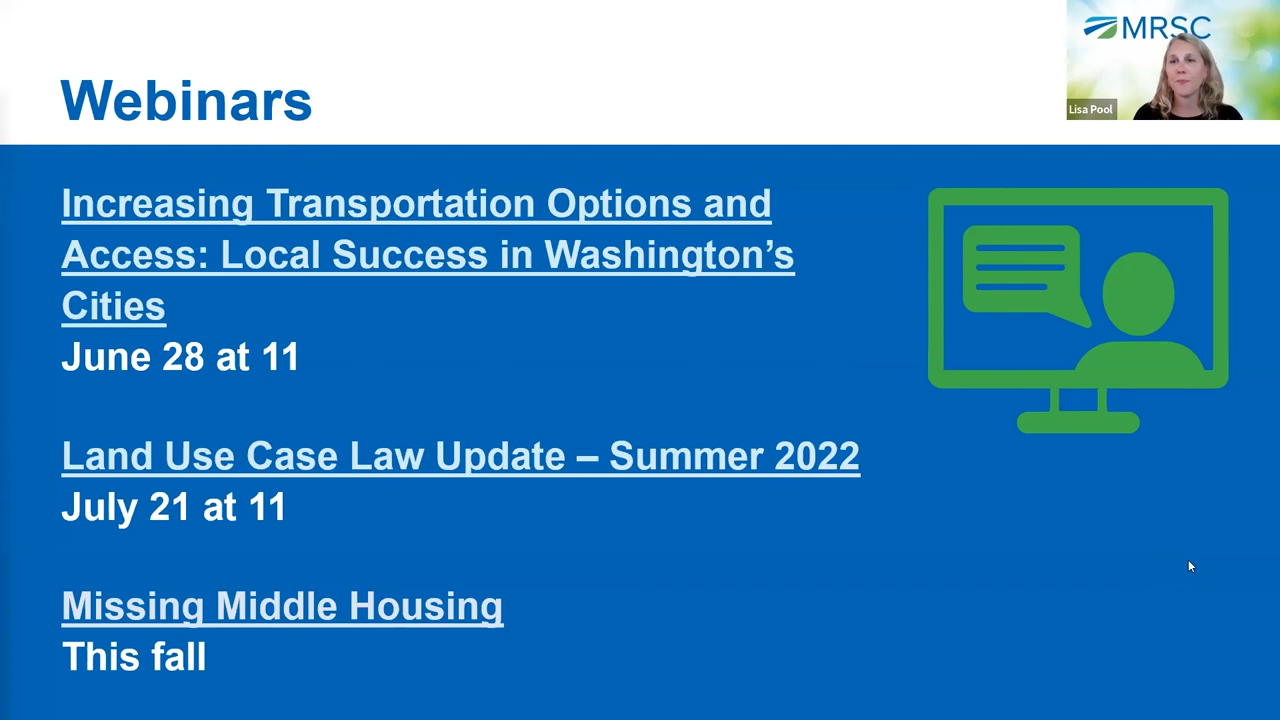 MRSC
Lisa Pool
Webinars
Increasing Transportation Options and
Access: Local Success in Washington’s
Cities
June 28 at 11
Land Use Case Law Update – Summer 2022
July 21 at 11
Missing Middle Housing
This fall